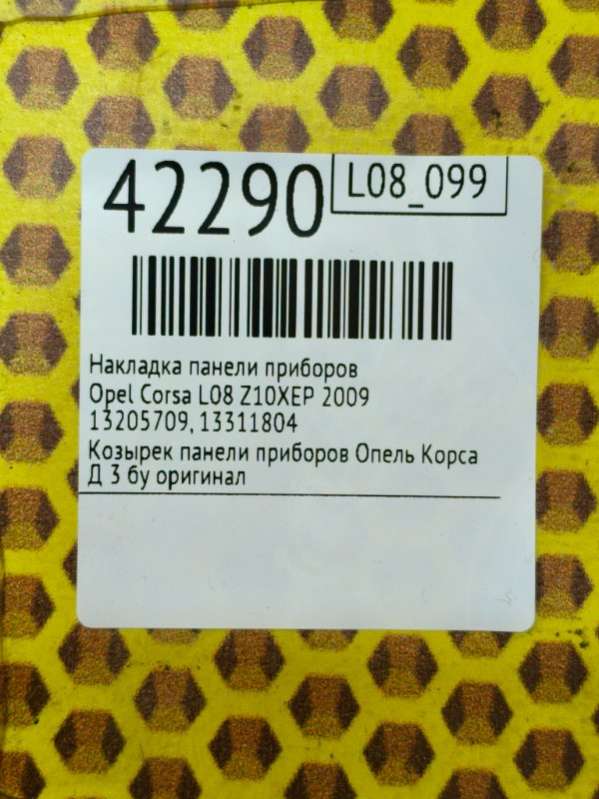 42290
L08_099
Накладка панели приборов
Opel Corsa L08 Z10XEP 2009
13205709, 13311804
Козырек панели приборов Опель Корса
Д 3 бу оригинал